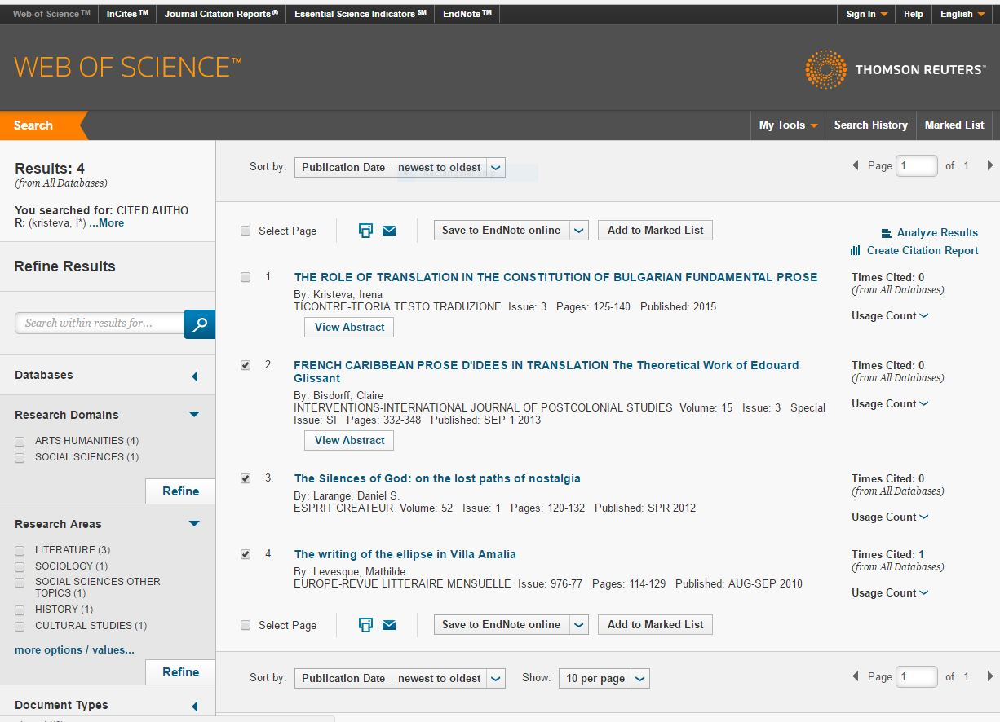 Web of Science™ InCites™ Journal Citation Reports® Essential Science Indicators℠ EndNote™ Sign In Help English
WEB OF SCIENCE™
THOMSON REUTERS™
Search My Tools Search History Marked List
Results: 4
(from All Databases)
You searched for: CITED AUTHO
R: (kristeva, i*) ...More
Refine Results
Search within results for...
Databases
Research Domains
ARTS HUMANITIES (4)
SOCIAL SCIENCES (1)
Refine
Research Areas
LITERATURE (3)
SOCIOLOGY (1)
SOCIAL SCIENCES OTHER
TOPICS (1)
HISTORY (1)
CULTURAL STUDIES (1)
more options / values...
Refine
Document Types
Sort by: Publication Date -- newest to oldest Page 1 of 1
Select Page Save to EndNote online Add to Marked List
Analyze Results
Create Citation Report
1. THE ROLE OF TRANSLATION IN THE CONSTITUTION OF BULGARIAN FUNDAMENTAL PROSE
By: Kristeva, Irena
TICONTRE-TEORIA TESTO TRADUZIONE Issue: 3 Pages: 125-140 Published: 2015
View Abstract
Times Cited: 0
(from All Databases)
Usage Count
2. FRENCH CARIBBEAN PROSE D'IDEES IN TRANSLATION The Theoretical Work of Edouard
Glissant
By: Bisdorff, Claire
INTERVENTIONS-INTERNATIONAL JOURNAL OF POSTCOLONIAL STUDIES Volume: 15 Issue: 3 Special
Issue: SI Pages: 332-348 Published: SEP 1 2013
View Abstract
Times Cited: 0
(from All Databases)
Usage Count
3. The Silences of God: on the lost paths of nostalgia
By: Larange, Daniel S.
ESPRIT CREATEUR Volume: 52 Issue: 1 Pages: 120-132 Published: SPR 2012
Times Cited: 0
(from All Databases)
Usage Count
4. The writing of the ellipse in Villa Amalia
By: Levesque, Mathilde
EUROPE-REVUE LITTERAIRE MENSUELLE Issue: 976-77 Pages: 114-129 Published: AUG-SEP 2010
Times Cited: 1
(from All Databases)
Usage Count
Select Page Save to EndNote online Add to Marked List
Sort by: Publication Date -- newest to oldest Show: 10 per page Page 1 of 1